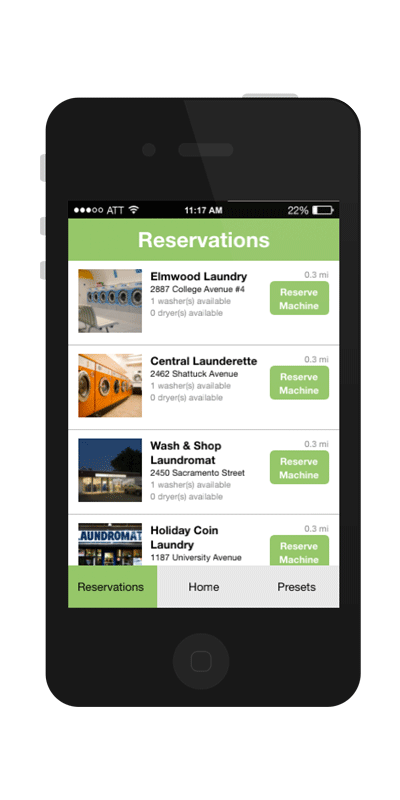 ATT 11:17 AM 22%
Reservations
Elmwood Laundry
0.3 mi
2887 College Avenue #4
1 washer(s) available
0 dryer(s) available
Reserve
Machine
Central Launderette
0.3 mi
2462 Shattuck Avenue
1 washer(s) available
0 dryer(s) available
Reserve
Machine
Wash & Shop
Laundromat
0.3 mi
2450 Sacramento Street
1 washer(s) available
0 dryer(s) available
Reserve
Machine
AUNDROMAT
Holiday Coin
Laundry
0.3 mi
1187 University Avenue
Reserve
Machine
Reservations Home Presets